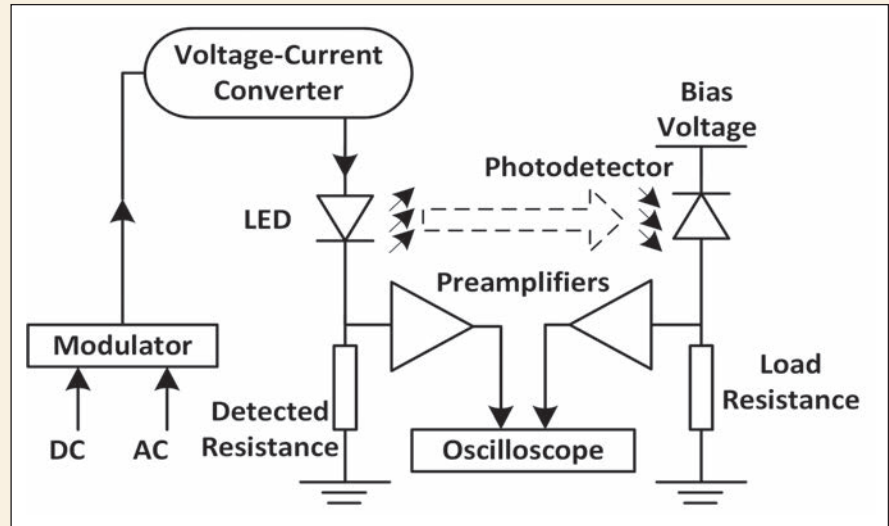 Voltage-Current
Converter
Bias
Voltage
Photodetector
LED
Preamplifiers
Modulator
Load
Resistance
Detected
Resistance
DC
AC
Oscilloscope